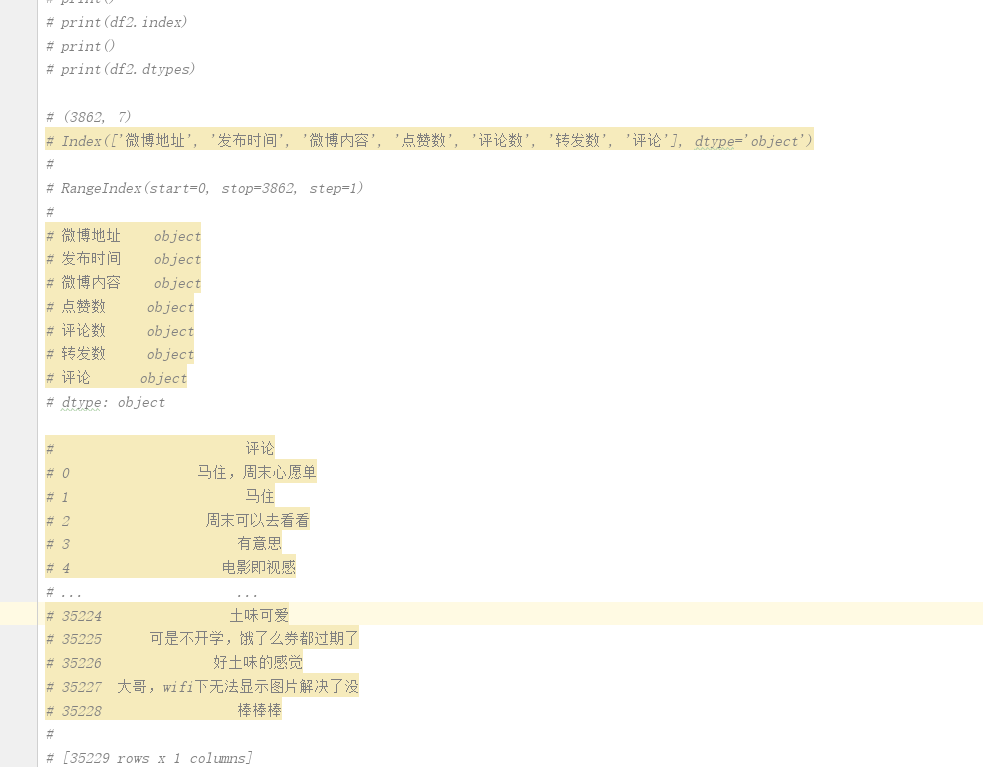 # print()
# print(df2.index)
# print()
# print(df2.dtypes)
# (3862, 7)
# Index(['微博地址', '发布时间', '微博内容', '点赞数', '评论数', '转发数', '评论'], dtype='object')
#
# RangeIndex(start=0, stop=3862, step=1)
#
# 微博地址    object
# 发布时间    object
# 微博内容    object
# 点赞数     object
# 评论数     object
# 转发数     object
# 评论      object
# dtype: object
#                         评论
# 0                 马住，周末心愿单
# 1                       马住
# 2                  周末可以去看看
# 3                      有意思
# 4                    电影即视感
# ...                    ...
# 35224                 土味可爱
# 35225      可是不开学，饿了么券都过期了
# 35226               好土味的感觉
# 35227  大哥，wifi下无法显示图片解决了没
# 35228                  棒棒棒
#
# [35229 rows x 1 columns]